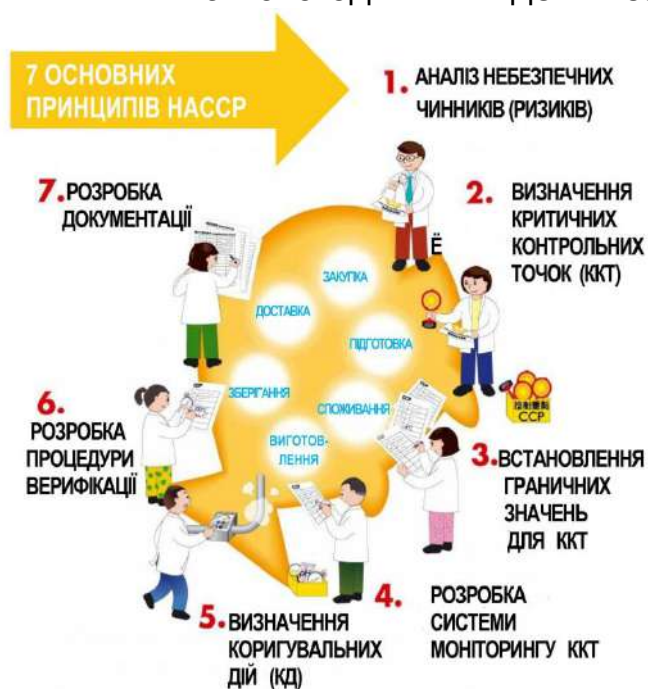 7 ОСНОВНИХ
ПРИНЦИПІВ НАССР
1. АНАЛІЗ НЕБЕЗПЕЧНИХ
ЧИННИКІВ (РИЗИКІВ)
2. ВИЗНАЧЕННЯ
КРИТИЧНИХ
КОНТРОЛЬНИХ
ТОЧОК (ККТ)
Ё
CCP
3. ВСТАНОВЛЕННЯ
ГРАНИЧНИХ
ЗНАЧЕНЬ
ДЛЯ ККТ
4. РОЗРОБКА
СИСТЕМИ
МОНІТОРИНГУ ККТ
5. ВИЗНАЧЕННЯ
КОРИГУВАЛЬНИХ
ДІЙ (КД)
6.
РОЗРОБКА
ПРОЦЕДУРИ
ВЕРИФІКАЦІЇ
7. РОЗРОБКА
ДОКУМЕНТАЦІЇ
ЗАКУПКА
ПІДГОТОВКА
СПОЖИВАННЯ
ВИГОТОВ-
ЛЕННЯ
ЗБЕРІГАННЯ
ДОСТАВКА